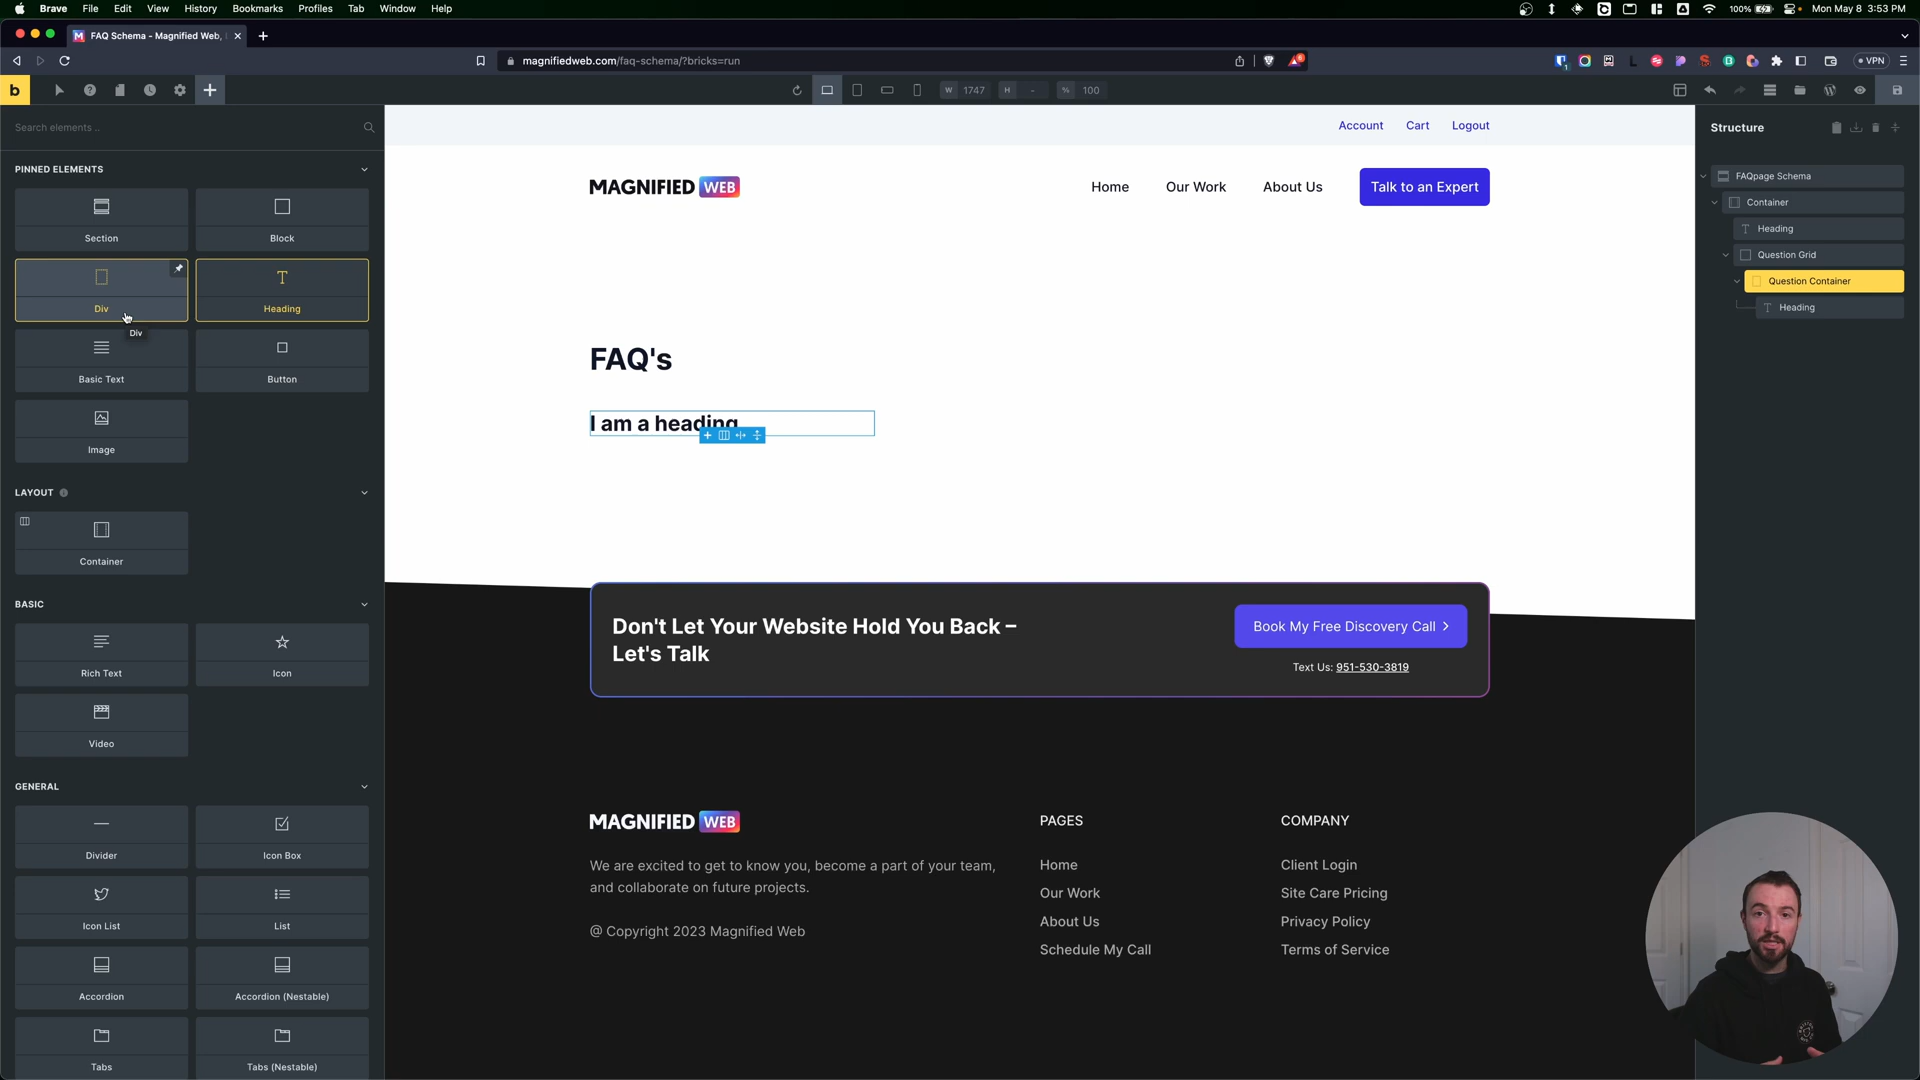 Brave File Edit View History Bookmarks Profiles Tab Window Help
100% Mon May 8 3:53 PM
FAQ Schema - Magnified Web,
magnifiedweb.com/faq-schema/?bricks=run
VPN
b
W 1747 H - % 100
Search elements ..
PINNED ELEMENTS
Section
Block
Div
Heading
Div
Basic Text
Button
Image
LAYOUT
Container
BASIC
Rich Text
Icon
Video
GENERAL
Divider
Icon Box
Icon List
List
Accordion
Accordion (Nestable)
Tabs
Tabs (Nestable)
Account Cart Logout
MAGNIFIED WEB
Home Our Work About Us Talk to an Expert
FAQ's
I am a heading
Don't Let Your Website Hold You Back –
Let's Talk
Book My Free Discovery Call
Text Us: 951-530-3819
MAGNIFIED WEB
We are excited to get to know you, become a part of your team,
and collaborate on future projects.
@ Copyright 2023 Magnified Web
PAGES
Home
Our Work
About Us
Schedule My Call
COMPANY
Client Login
Site Care Pricing
Privacy Policy
Terms of Service
Structure
FAQpage Schema
Container
Heading
Question Grid
Question Container
Heading